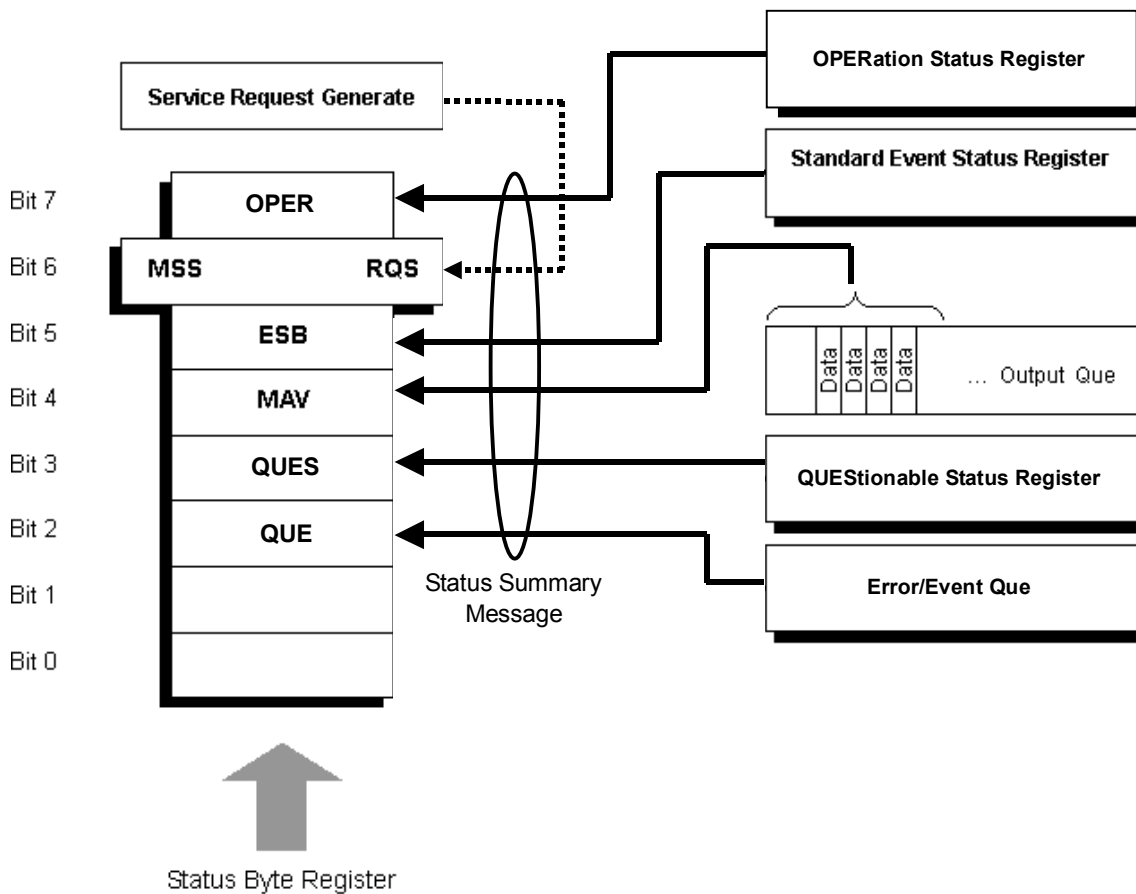 OPERation Status Register
Service Request Generate
Standard Event Status Register
Bit 7
OPER
Bit 6
MSS
RQS
Bit 5
ESB
Data
Data
Data
Data
... Output Que
Bit 4
MAV
Bit 3
QUES
QUEStionable Status Register
Bit 2
QUE
Status Summary
Message
Error/Event Que
Bit 1
Bit 0
Status Byte Register